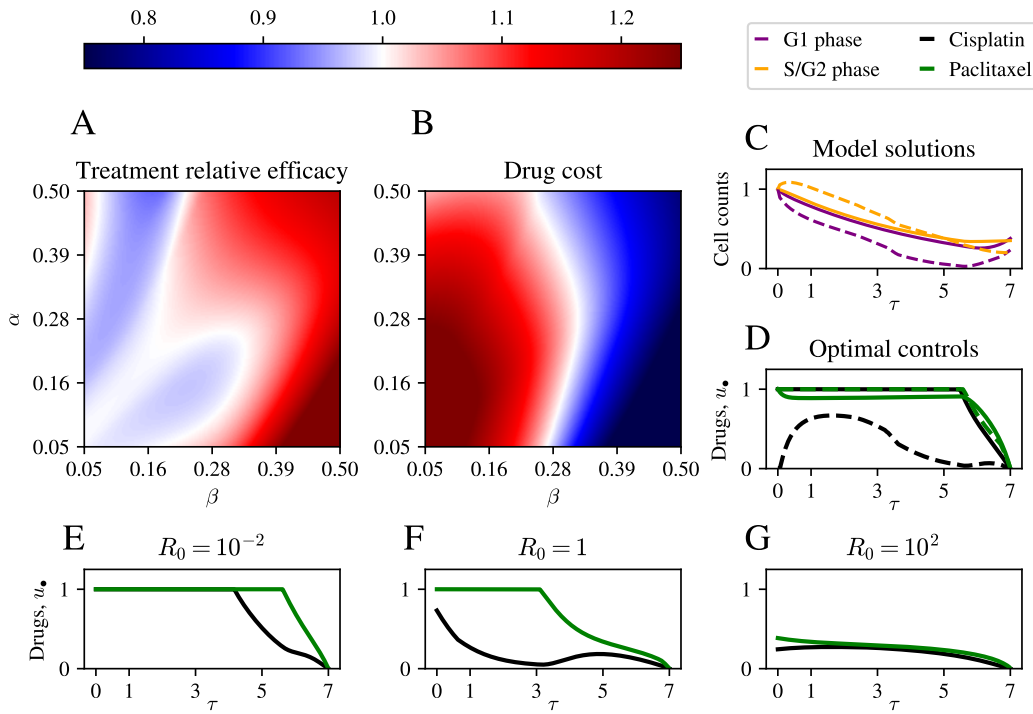 0.8 0.9 1.0 1.1 1.2
G1 phase
S/G2 phase
Cisplatin
Paclitaxel
A
Treatment relative efficacy
0.50
0.39
0.28
0.16
0.05
α
0.05 0.16 0.28 0.39 0.50
β
B
Drug cost
0.50
0.39
0.28
0.16
0.05
0.05 0.16 0.28 0.39 0.50
β
C
Model solutions
Cell counts
1
0
0 1 3 5 7
τ
D
Optimal controls
Drugs, u•
1
0
0 1 3 5 7
τ
E
R₀ = 10⁻²
Drugs, u•
1
0
0 1 3 5 7
τ
F
R₀ = 1
1
0
0 1 3 5 7
τ
G
R₀ = 10²
1
0
0 1 3 5 7
τ